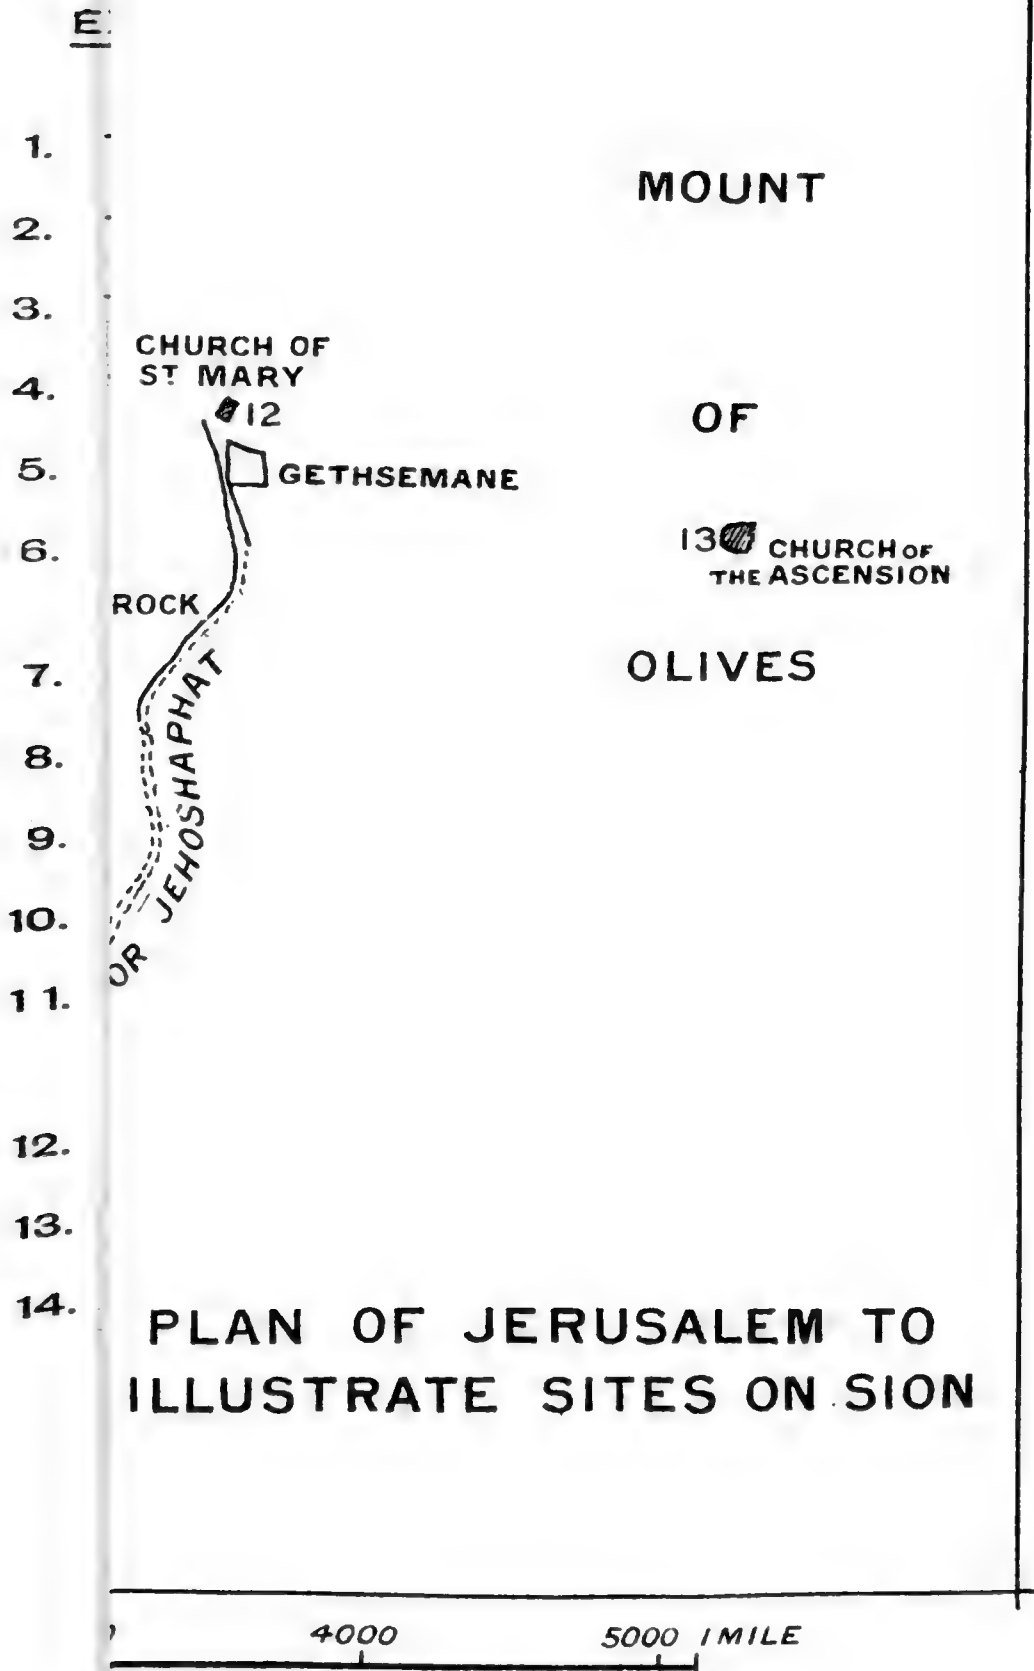 1.
2.
3.
4.
5.
6.
7.
8.
9.
10.
11.
12.
13.
14.
MOUNT
OF
OLIVES
CHURCH OF
ST MARY
12
GETHSEMANE
13 CHURCH OF
THE ASCENSION
ROCK
OR JEHOSHAPHAT
PLAN OF JERUSALEM TO
ILLUSTRATE SITES ON SION
4000 5000 1 MILE